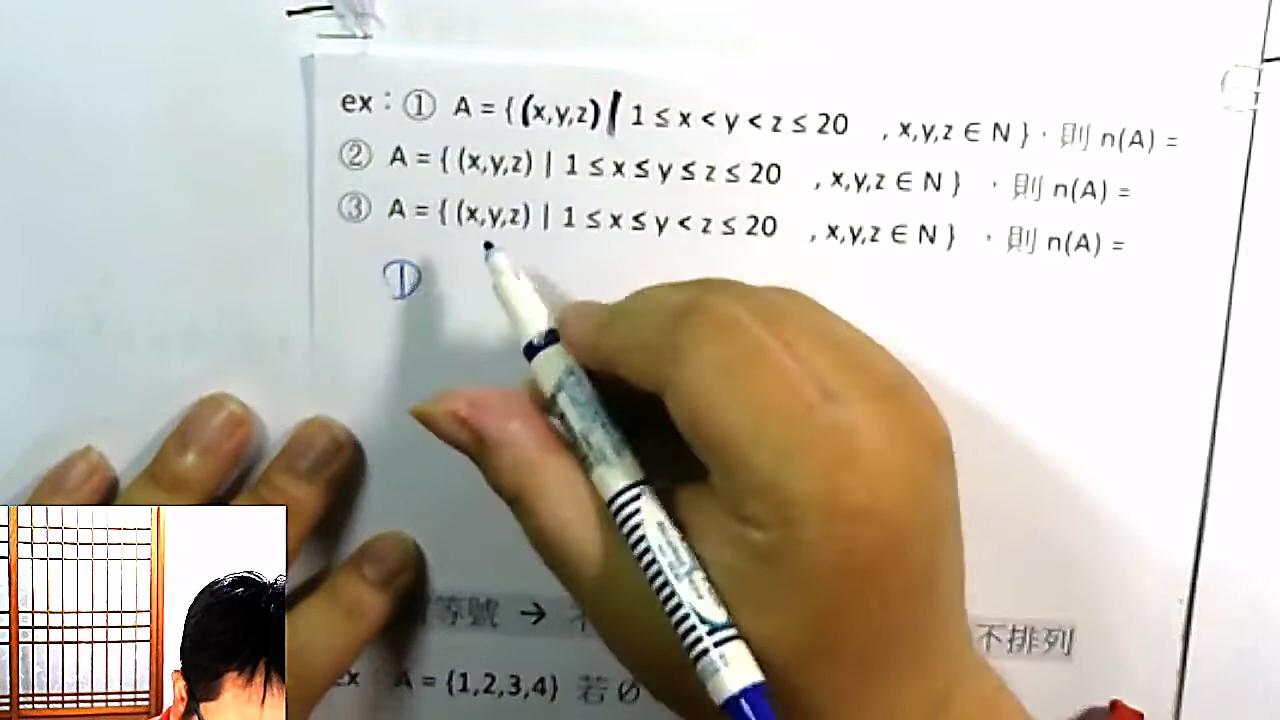 ex：① A = { (x,y,z) | 1 ≤ x < y < z ≤ 20 , x,y,z ∈ N }，則 n(A) =
② A = { (x,y,z) | 1 ≤ x ≤ y ≤ z ≤ 20 , x,y,z ∈ N } ，則 n(A) =
③ A = { (x,y,z) | 1 ≤ x ≤ y < z ≤ 20 , x,y,z ∈ N } ，則 n(A) =
①
等號 → 不排列
ex A = {1,2,3,4} 若 ∅